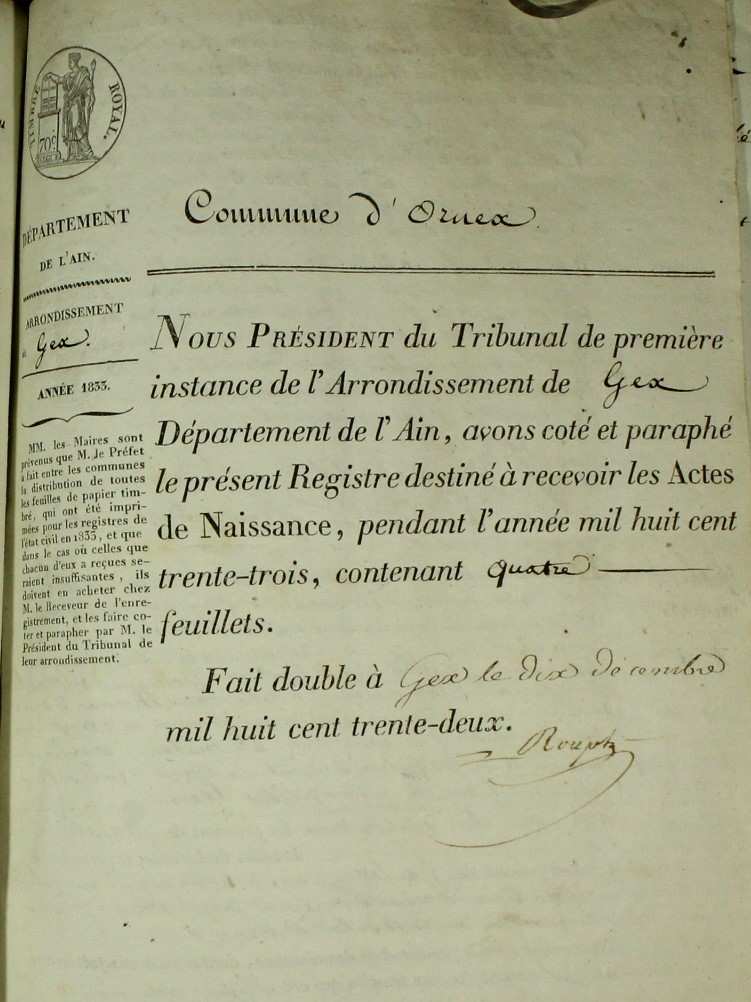 TIMBRE ROYAL.
70c
DÉPARTEMENT
DE L'AIN.
ARRONDISSEMENT
de Gex.
ANNÉE 1833.
MM. les Maires sont
prévenus que M. le Préfet
a fait entre les communes
la distribution de toutes
les feuilles de papier tim-
bré, qui ont été impri-
mées pour les registres de
l'état civil en 1833, et que
dans le cas où celles que
chacun d'eux a reçues se-
raient insuffisantes, ils
doivent en acheter chez
M. le Receveur de l'enre-
gistrement, et les faire co-
ter et parapher par M. le
Président du Tribunal de
leur arrondissement.
Commune d'Ornex
NOUS PRÉSIDENT du Tribunal de première
instance de l'Arrondissement de Gex
Département de l'Ain, avons coté et paraphé
le présent Registre destiné à recevoir les Actes
de Naissance, pendant l'année mil huit cent
trente-trois, contenant quatre
feuillets.
Fait double à Gex le dix décembre
mil huit cent trente-deux.